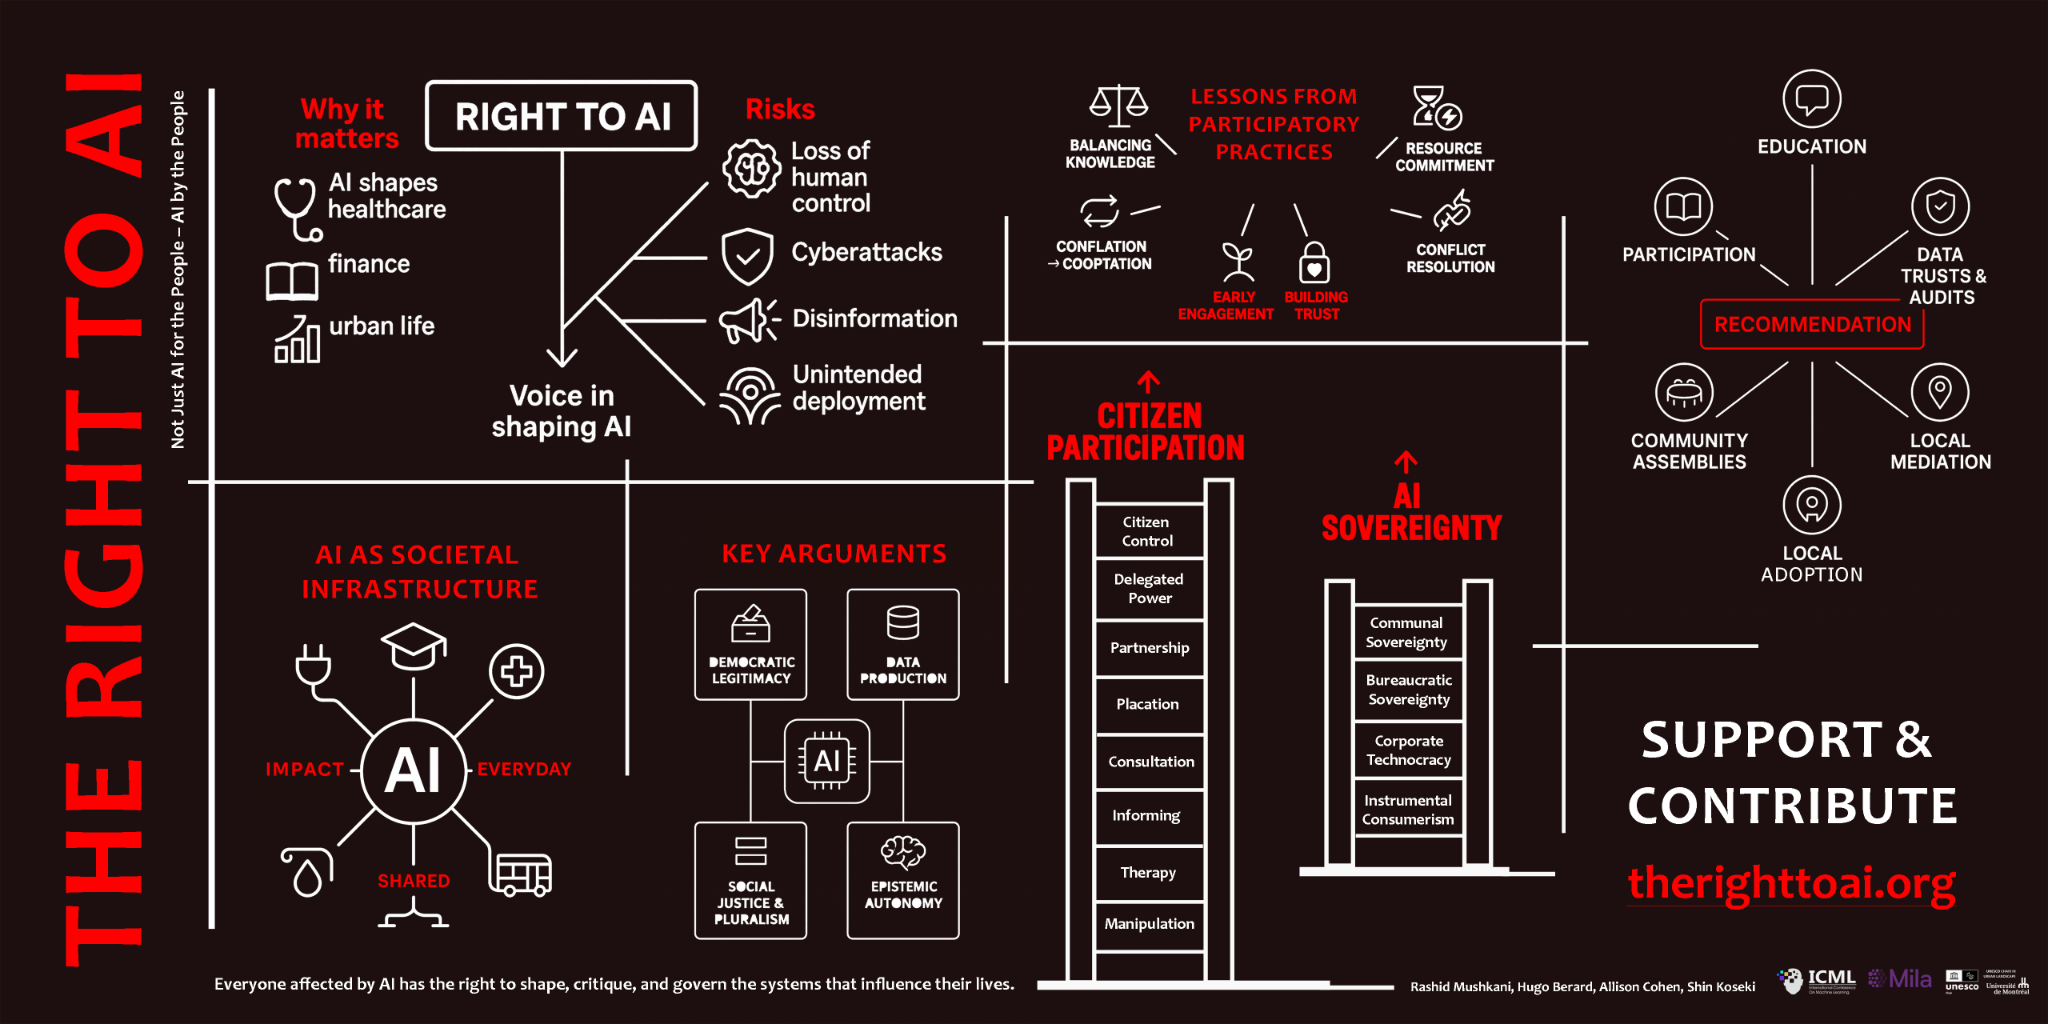 THE RIGHT TO AI
Not Just AI for the People – AI by the People
RIGHT TO AI
Why it
matters
AI shapes
healthcare
finance
urban life
Voice in
shaping AI
Risks
Loss of
human
control
Cyberattacks
Disinformation
Unintended
deployment
LESSONS FROM
PARTICIPATORY
PRACTICES
BALANCING
KNOWLEDGE
RESOURCE
COMMITMENT
CONFLATION
→ COOPTATION
EARLY
ENGAGEMENT
BUILDING
TRUST
CONFLICT
RESOLUTION
EDUCATION
PARTICIPATION
DATA
TRUSTS &
AUDITS
RECOMMENDATION
COMMUNITY
ASSEMBLIES
LOCAL
MEDIATION
LOCAL
ADOPTION
AI AS SOCIETAL
INFRASTRUCTURE
IMPACT
AI
EVERYDAY
SHARED
KEY ARGUMENTS
DEMOCRATIC
LEGITIMACY
DATA
PRODUCTION
AI
SOCIAL
JUSTICE &
PLURALISM
EPISTEMIC
AUTONOMY
CITIZEN
PARTICIPATION
Citizen
Control
Delegated
Power
Partnership
Placation
Consultation
Informing
Therapy
Manipulation
AI
SOVEREIGNTY
Communal
Sovereignty
Bureaucratic
Sovereignty
Corporate
Technocracy
Instrumental
Consumerism
SUPPORT &
CONTRIBUTE
therighttoai.org
Everyone affected by AI has the right to shape, critique, and govern the systems that influence their lives.
Rashid Mushkani, Hugo Berard, Allison Cohen, Shin Koseki
ICML
International Conference
On Machine Learning
Mila
unesco
Université
de Montréal